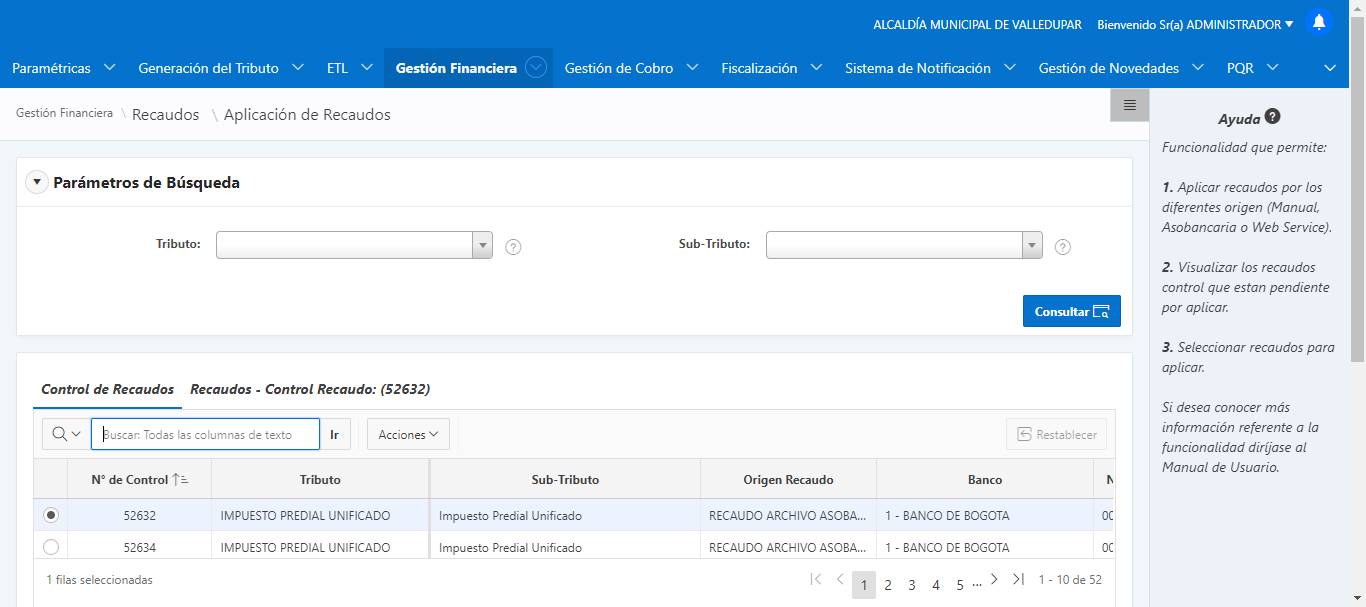 ALCALDÍA MUNICIPAL DE VALLEDUPAR Bienvenido Sr(a) ADMINISTRADOR
Paramétricas Generación del Tributo ETL Gestión Financiera Gestión de Cobro Fiscalización Sistema de Notificación Gestión de Novedades PQR
Gestión Financiera \ Recaudos \ Aplicación de Recaudos
Parámetros de Búsqueda
Tributo: ? Sub-Tributo: ?
Consultar
Control de Recaudos Recaudos - Control Recaudo: (52632)
Buscar: Todas las columnas de texto Ir Acciones Restablecer
N° de Control Tributo Sub-Tributo Origen Recaudo Banco
52632 IMPUESTO PREDIAL UNIFICADO Impuesto Predial Unificado RECAUDO ARCHIVO ASOBA... 1 - BANCO DE BOGOTA
52634 IMPUESTO PREDIAL UNIFICADO Impuesto Predial Unificado RECAUDO ARCHIVO ASOBA... 1 - BANCO DE BOGOTA
1 filas seleccionadas 1 2 3 4 5 ... 1 - 10 de 52
Ayuda ?
Funcionalidad que permite:
1. Aplicar recaudos por los
diferentes origen (Manual,
Asobancaria o Web Service).
2. Visualizar los recaudos
control que estan pendiente
por aplicar.
3. Seleccionar recaudos para
aplicar.
Si desea conocer más
información referente a la
funcionalidad diríjase al
Manual de Usuario.